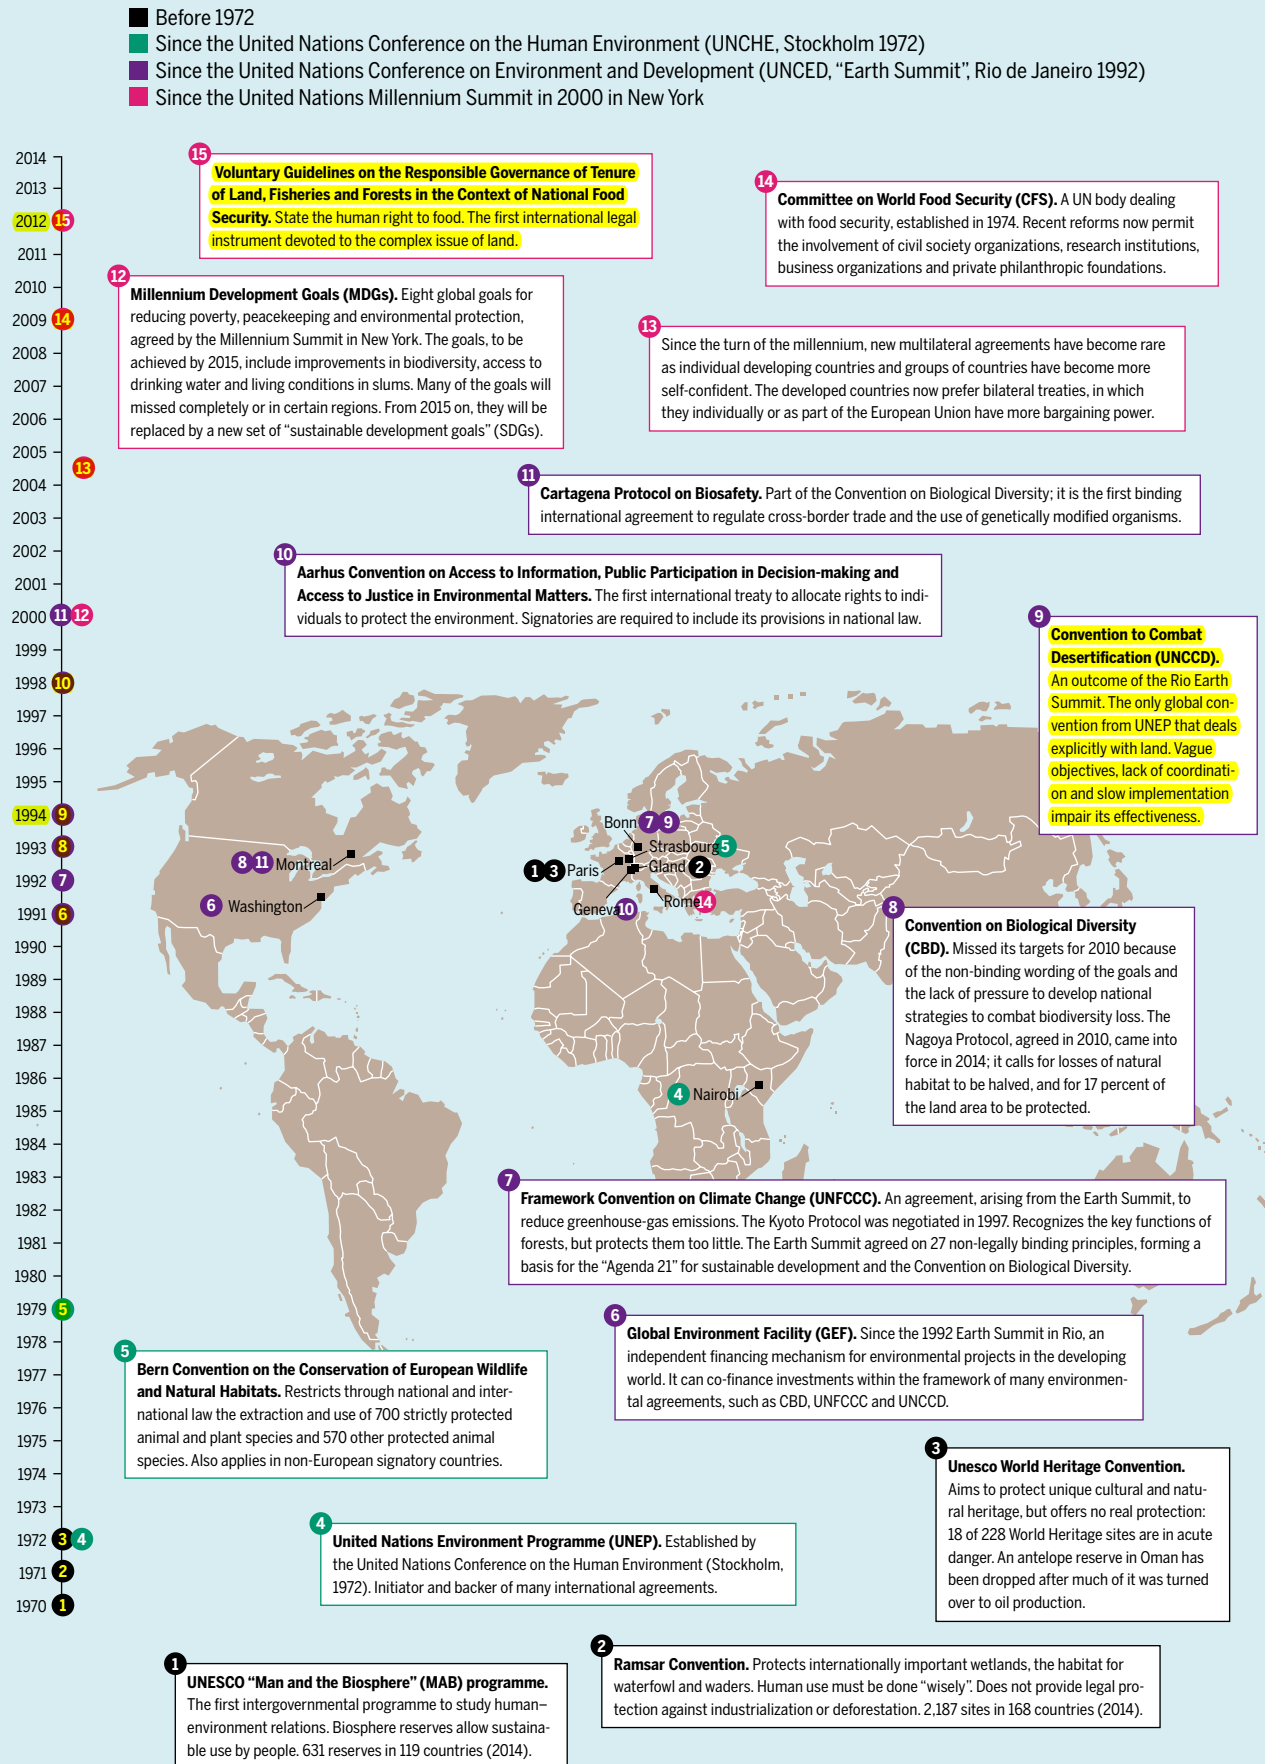 Before 1972
Since the United Nations Conference on the Human Environment (UNCHE, Stockholm 1972)
Since the United Nations Conference on Environment and Development (UNCED, “Earth Summit”, Rio de Janeiro 1992)
Since the United Nations Millennium Summit in 2000 in New York
2014
2013
2012 15
2011
2010
2009 14
2008
2007
2006
2005
13
2004
2003
2002
2001
2000 11 12
1999
1998 10
1997
1996
1995
1994 9
1993 8
1992 7
1991 6
1990
1989
1988
1987
1986
1985
1984
1983
1982
1981
1980
1979 5
1978
1977
1976
1975
1974
1973
1972 3 4
1971 2
1970 1
15
Voluntary Guidelines on the Responsible Governance of Tenure
of Land, Fisheries and Forests in the Context of National Food
Security. State the human right to food. The first international legal
instrument devoted to the complex issue of land.
14
Committee on World Food Security (CFS). A UN body dealing
with food security, established in 1974. Recent reforms now permit
the involvement of civil society organizations, research institutions,
business organizations and private philanthropic foundations.
12
Millennium Development Goals (MDGs). Eight global goals for
reducing poverty, peacekeeping and environmental protection,
agreed by the Millennium Summit in New York. The goals, to be
achieved by 2015, include improvements in biodiversity, access to
drinking water and living conditions in slums. Many of the goals will
missed completely or in certain regions. From 2015 on, they will be
replaced by a new set of “sustainable development goals” (SDGs).
13
Since the turn of the millennium, new multilateral agreements have become rare
as individual developing countries and groups of countries have become more
self-confident. The developed countries now prefer bilateral treaties, in which
they individually or as part of the European Union have more bargaining power.
11
Cartagena Protocol on Biosafety. Part of the Convention on Biological Diversity; it is the first binding
international agreement to regulate cross-border trade and the use of genetically modified organisms.
10
Aarhus Convention on Access to Information, Public Participation in Decision-making and
Access to Justice in Environmental Matters. The first international treaty to allocate rights to indi-
viduals to protect the environment. Signatories are required to include its provisions in national law.
9
Convention to Combat
Desertification (UNCCD).
An outcome of the Rio Earth
Summit. The only global con-
vention from UNEP that deals
explicitly with land. Vague
objectives, lack of coordinati-
on and slow implementation
impair its effectiveness.
Bonn 7 9
Strasbourg 5
8 11 Montreal
1 3 Paris
Gland 2
6 Washington
Rome 14
Geneva 10
4 Nairobi
8
Convention on Biological Diversity
(CBD). Missed its targets for 2010 because
of the non-binding wording of the goals and
the lack of pressure to develop national
strategies to combat biodiversity loss. The
Nagoya Protocol, agreed in 2010, came into
force in 2014; it calls for losses of natural
habitat to be halved, and for 17 percent of
the land area to be protected.
7
Framework Convention on Climate Change (UNFCCC). An agreement, arising from the Earth Summit, to
reduce greenhouse-gas emissions. The Kyoto Protocol was negotiated in 1997. Recognizes the key functions of
forests, but protects them too little. The Earth Summit agreed on 27 non-legally binding principles, forming a
basis for the “Agenda 21” for sustainable development and the Convention on Biological Diversity.
6
Global Environment Facility (GEF). Since the 1992 Earth Summit in Rio, an
independent financing mechanism for environmental projects in the developing
world. It can co-finance investments within the framework of many environmen-
tal agreements, such as CBD, UNFCCC and UNCCD.
5
Bern Convention on the Conservation of European Wildlife
and Natural Habitats. Restricts through national and inter-
national law the extraction and use of 700 strictly protected
animal and plant species and 570 other protected animal
species. Also applies in non-European signatory countries.
3
Unesco World Heritage Convention.
Aims to protect unique cultural and natu-
ral heritage, but offers no real protection:
18 of 228 World Heritage sites are in acute
danger. An antelope reserve in Oman has
been dropped after much of it was turned
over to oil production.
4
United Nations Environment Programme (UNEP). Established by
the United Nations Conference on the Human Environment (Stockholm,
1972). Initiator and backer of many international agreements.
2
Ramsar Convention. Protects internationally important wetlands, the habitat for
waterfowl and waders. Human use must be done “wisely”. Does not provide legal pro-
tection against industrialization or deforestation. 2,187 sites in 168 countries (2014).
1
UNESCO “Man and the Biosphere” (MAB) programme.
The first intergovernmental programme to study human–
environment relations. Biosphere reserves allow sustaina-
ble use by people. 631 reserves in 119 countries (2014).